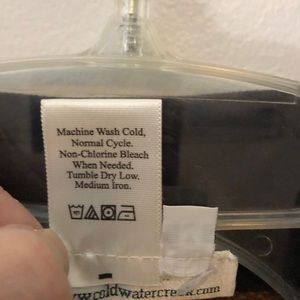 Machine Wash Cold,
Normal Cycle.
Non-Chlorine Bleach
When Needed.
Tumble Dry Low.
Medium Iron.
www.coldwatercreek.com